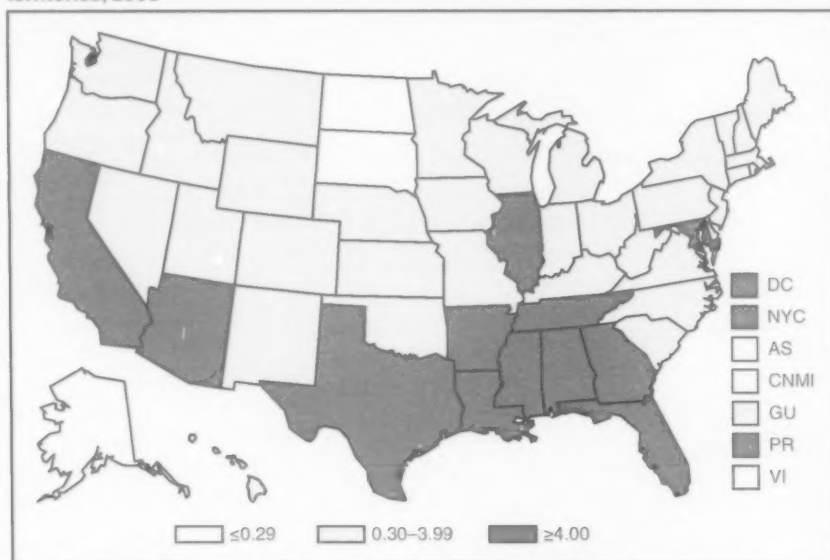 DC
NYC
AS
CNMI
GU
PR
VI
≤0.29 0.30–3.99 ≥4.00